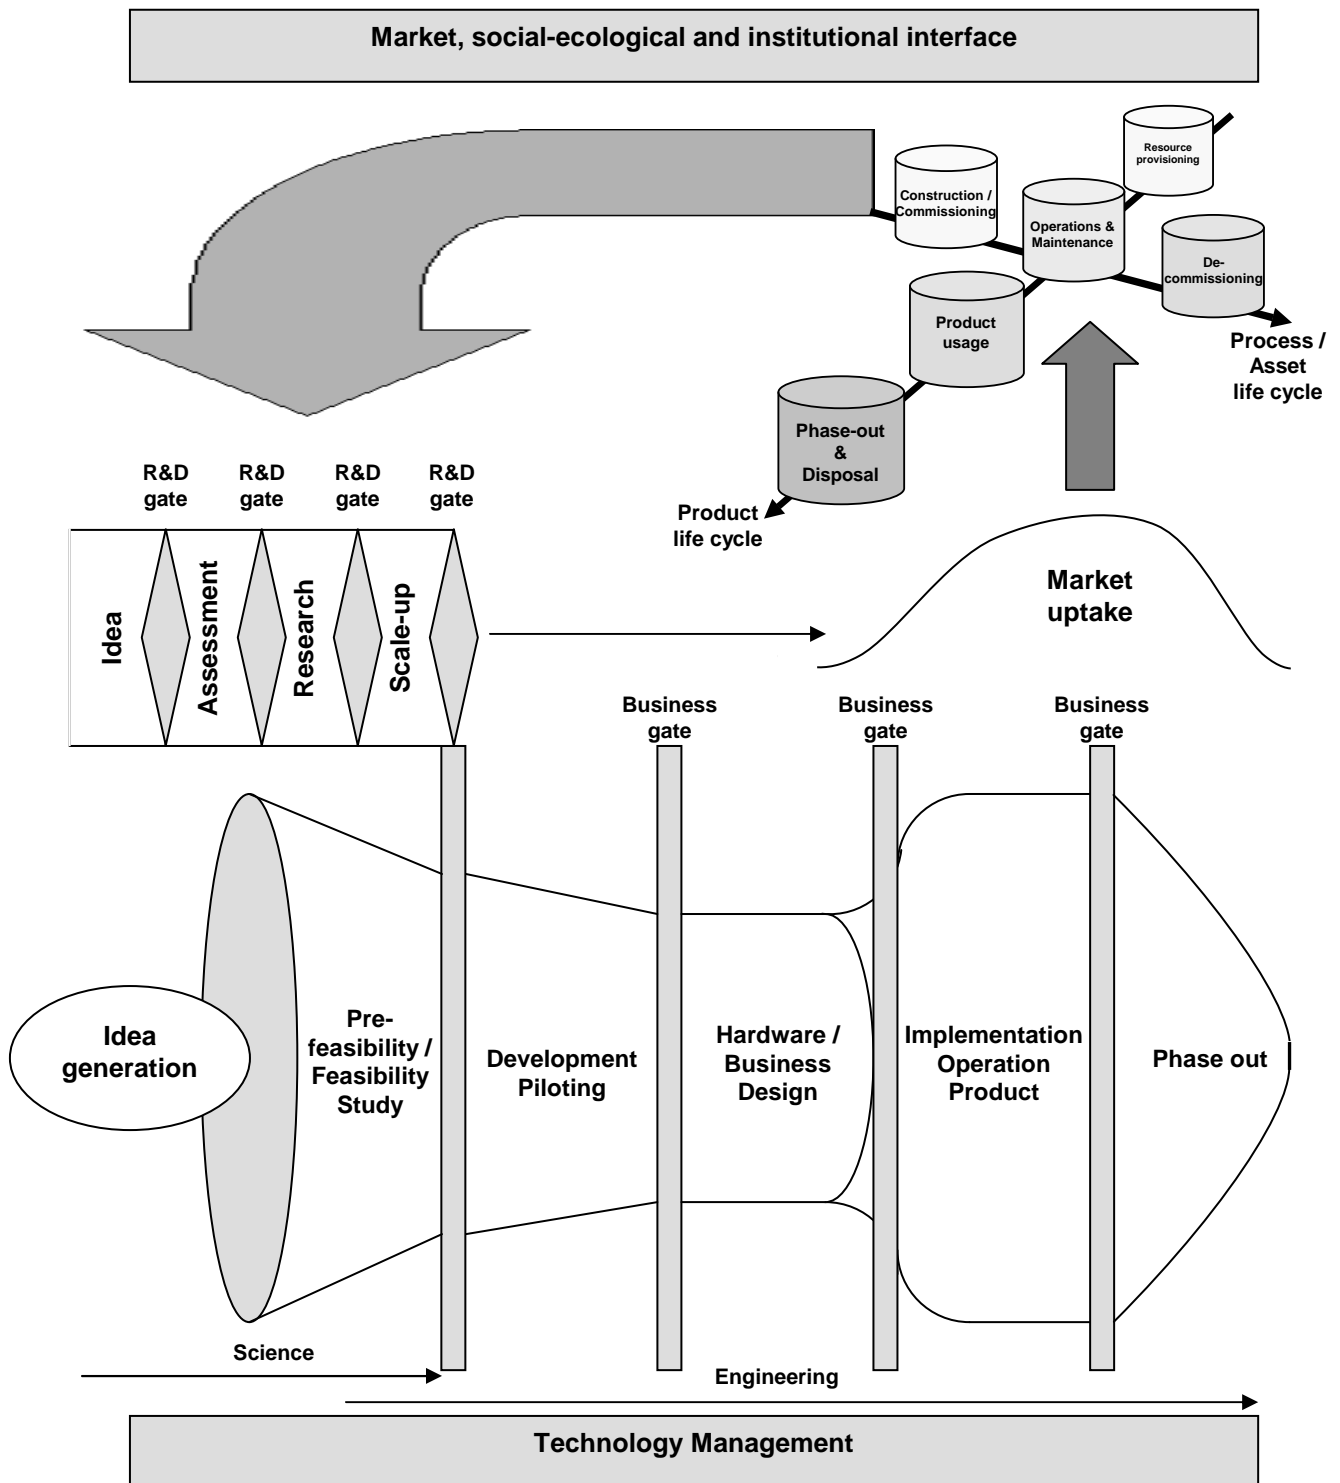 Market, social-ecological and institutional interface
Resource
provisioning
Construction /
Commissioning
Operations &
Maintenance
De-
commissioning
Product
usage
Process /
Asset
life cycle
Phase-out
&
Disposal
Product
life cycle
R&D
gate
R&D
gate
R&D
gate
R&D
gate
Idea
Assessment
Research
Scale-up
Market
uptake
Business
gate
Business
gate
Business
gate
Idea
generation
Pre-
feasibility /
Feasibility
Study
Development
Piloting
Hardware /
Business
Design
Implementation
Operation
Product
Phase out
Science
Engineering
Technology Management